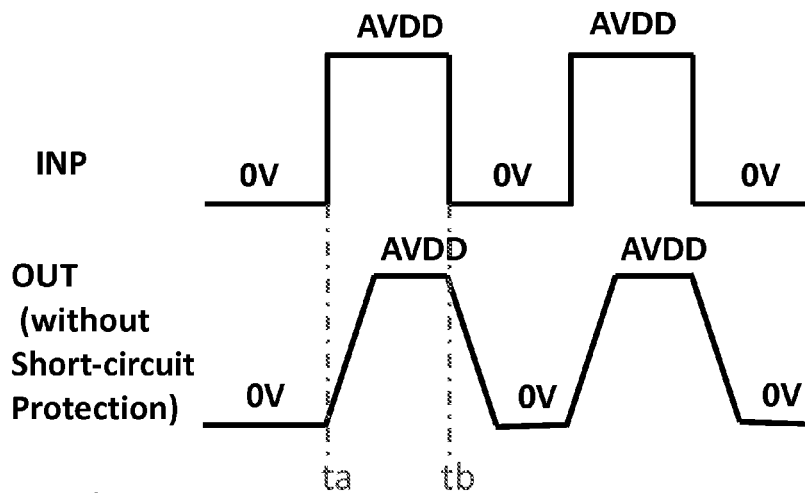 AVDD AVDD
INP
0V 0V 0V
AVDD AVDD
OUT
(without
Short-circuit
Protection)
0V 0V 0V
ta tb